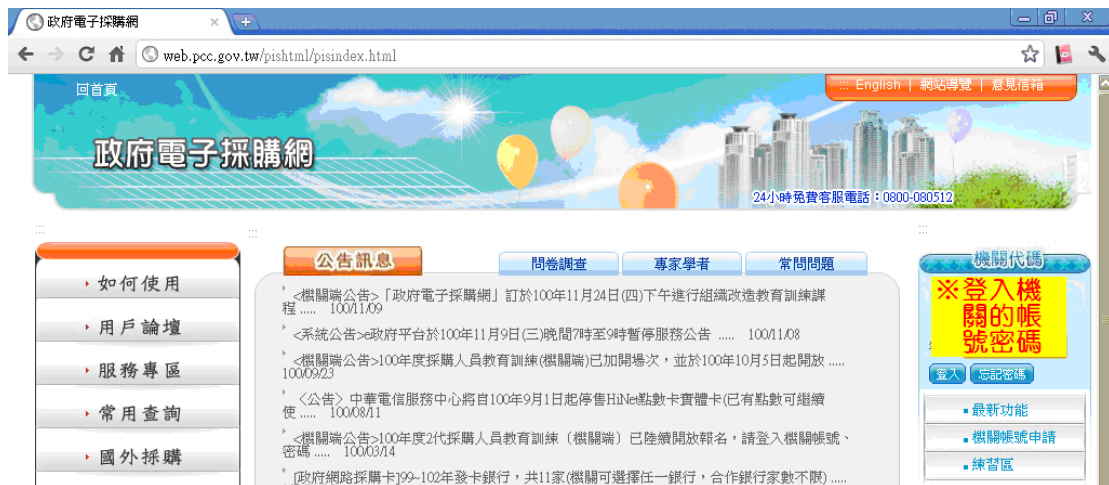 政府電子採購網
web.pcc.gov.tw/pishtml/pisindex.html
回首頁
::: English | 網站導覽 | 意見信箱
政府電子採購網
24小時免費客服電話：0800-080512
:::
:::
:::
如何使用
用戶論壇
服務專區
常用查詢
國外採購
公告訊息
問卷調查
專家學者
常問問題
<機關端公告>「政府電子採購網」訂於100年11月24日(四)下午進行組織改造教育訓練課
程 ..... 100/11/09
<系統公告>e政府平台於100年11月9日(三)晚間7時至9時暫停服務公告 ..... 100/11/08
<機關端公告>100年度採購人員教育訓練(機關端)已加開場次，並於100年10月5日起開放 .....
100/09/23
〈公告〉中華電信服務中心將自100年9月1日起停售HiNet點數卡實體卡(已有點數可繼續
使 ..... 100/08/11
<機關端公告>100年度2代採購人員教育訓練〔機關端〕已陸續開放報名，請登入機關帳號、
密碼 ..... 100/03/14
[政府網路採購卡]99~102年發卡銀行，共11家(機關可選擇任一銀行，合作銀行家數不限) .....
機關代碼
※登入機
關的帳
號密碼
登入
忘記密碼
最新功能
機關帳號申請
練習區